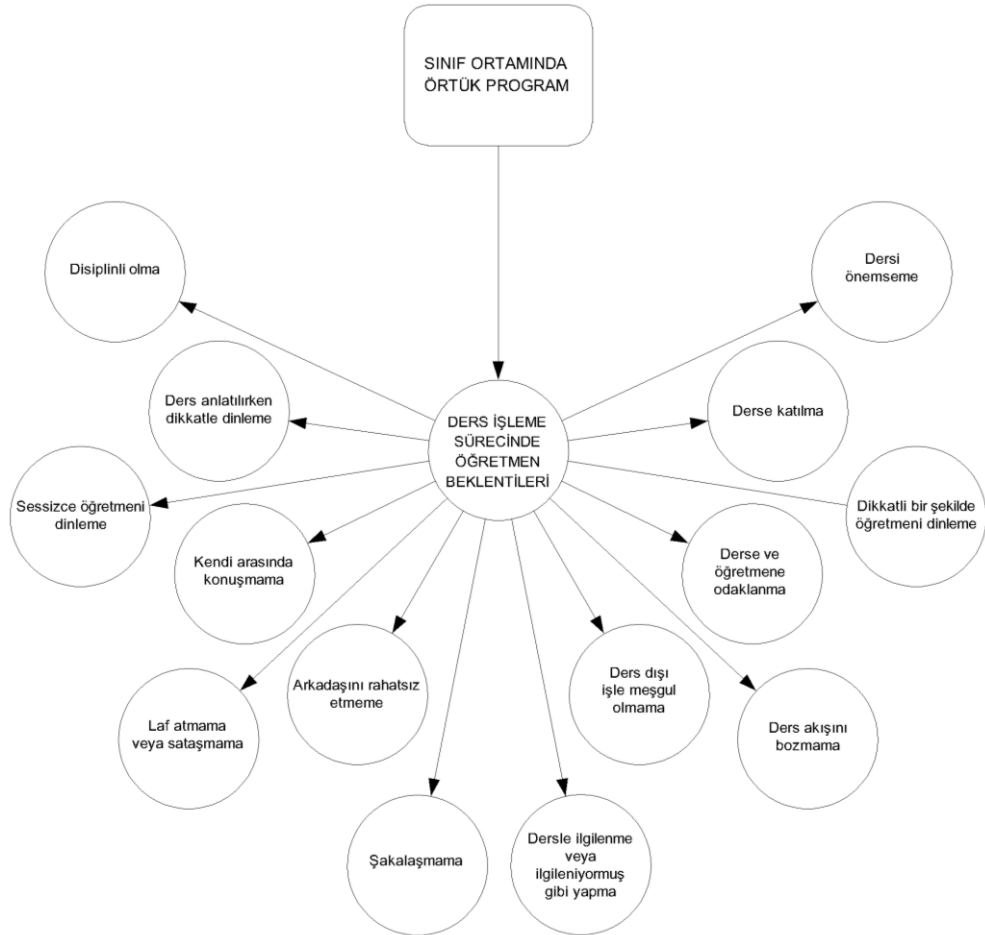 SINIF ORTAMINDA
ÖRTÜK PROGRAM
Disiplinli olma
Dersi
önemseme
Ders anlatılırken
dikkatle dinleme
DERS İŞLEME
SÜRECİNDE
ÖĞRETMEN
BEKLENTİLERİ
Derse katılma
Sessizce öğretmeni
dinleme
Dikkatli bir şekilde
öğretmeni dinleme
Kendi arasında
konuşmama
Derse ve
öğretmene
odaklanma
Arkadaşını rahatsız
etmeme
Ders dışı
işle meşgul
olmama
Laf atmama
veya sataşmama
Ders akışını
bozmama
Şakalaşmama
Dersle ilgilenme
veya
ilgileniyormuş
gibi yapma